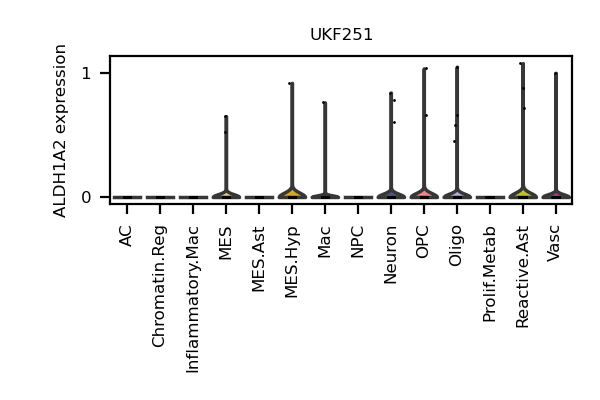 UKF251
ALDH1A2 expression
1
0
AC
Chromatin.Reg
Inflammatory.Mac
MES
MES.Ast
MES.Hyp
Mac
NPC
Neuron
OPC
Oligo
Prolif.Metab
Reactive.Ast
Vasc